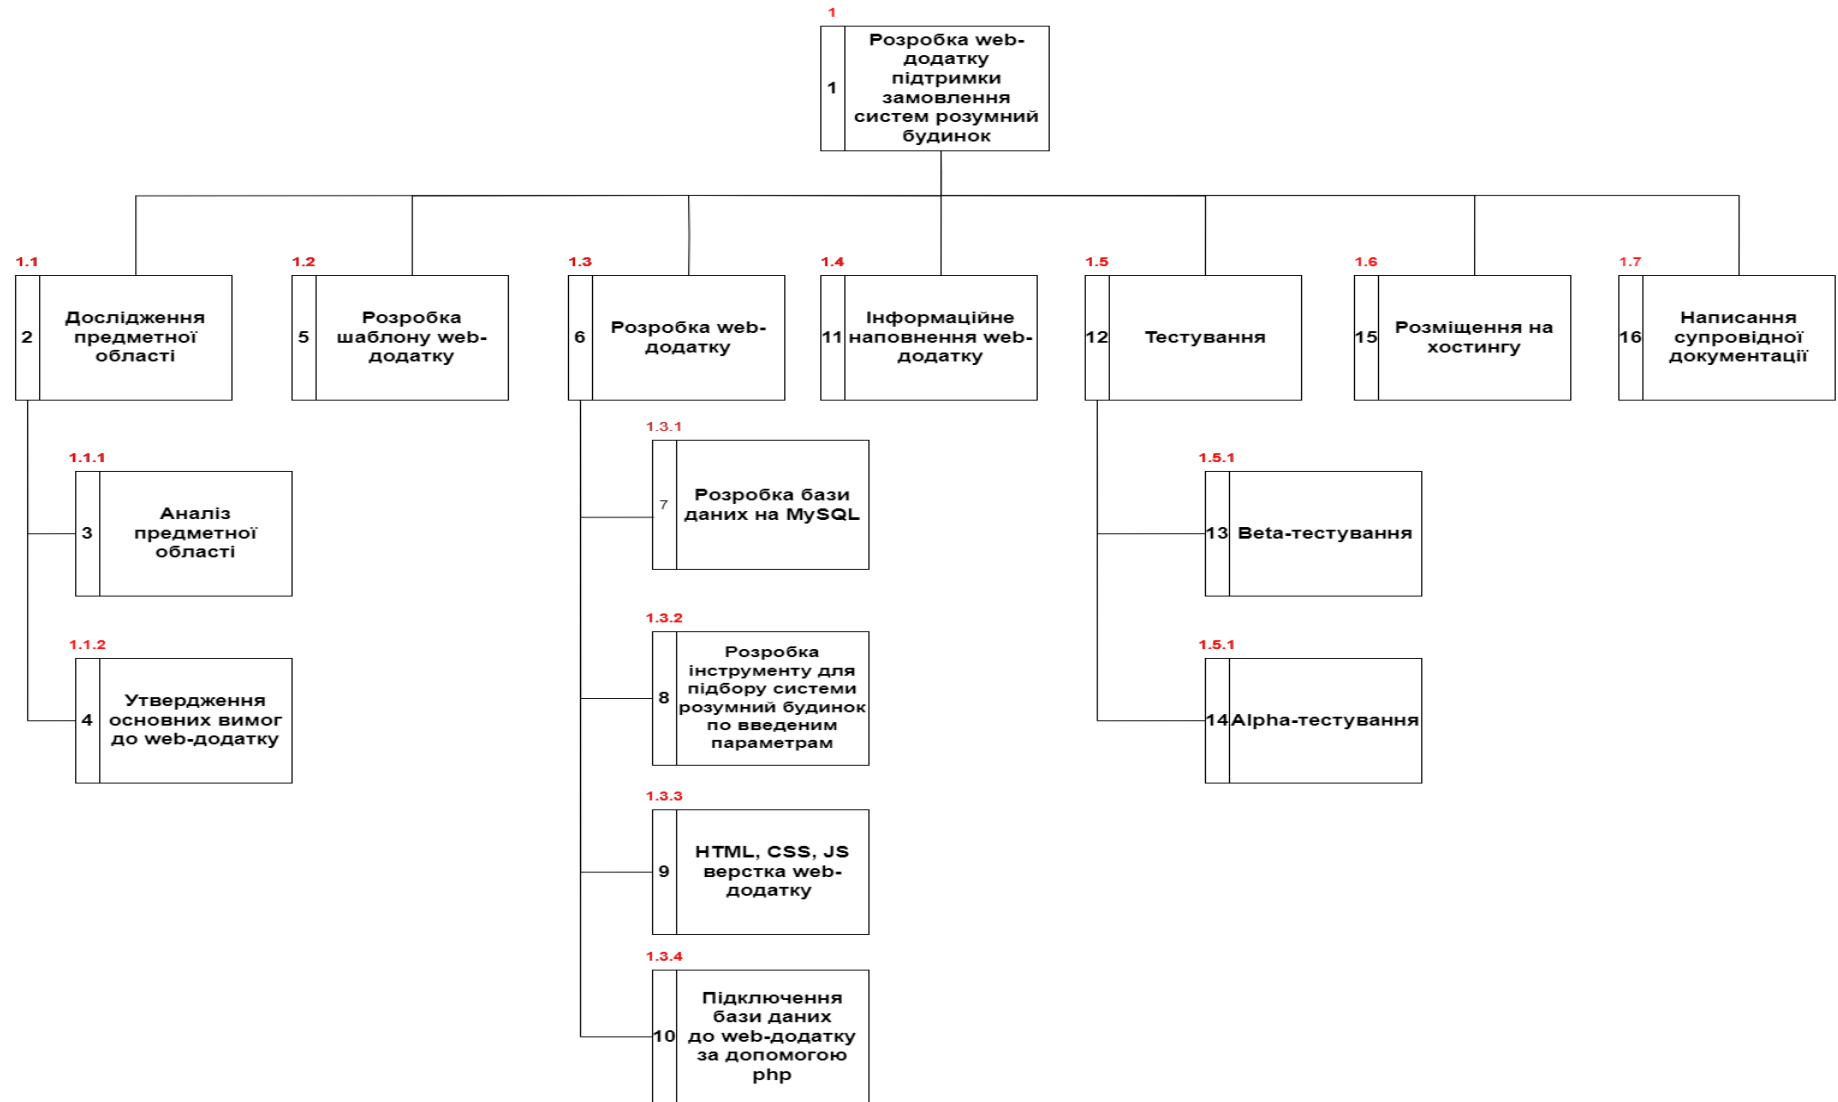 1
Розробка web-
додатку
підтримки
замовлення
систем розумний
будинок
1
1.1
2
Дослідження
предметної
області
1.2
5
Розробка
шаблону web-
додатку
1.3
6
Розробка web-
додатку
1.4
11
Інформаційне
наповнення web-
додатку
1.5
12
Тестування
1.6
15
Розміщення на
хостингу
1.7
16
Написання
супровідної
документації
1.1.1
3
Аналіз
предметної
області
1.1.2
4
Утвердження
основних вимог
до web-додатку
1.3.1
7
Розробка бази
даних на MySQL
1.3.2
8
Розробка
інструменту для
підбору системи
розумний будинок
по введеним
параметрам
1.3.3
9
HTML, CSS, JS
верстка web-
додатку
1.3.4
10
Підключення
бази даних
до web-додатку
за допомогою
php
1.5.1
13
Beta-тестування
1.5.1
14
Alpha-тестування